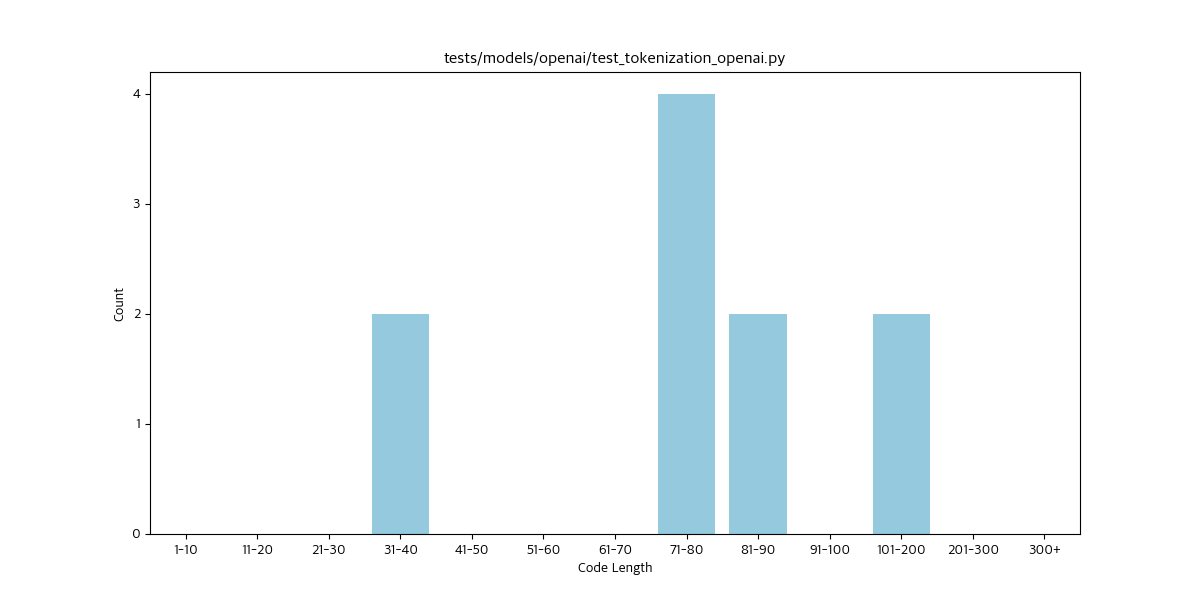 tests/models/openai/test_tokenization_openai.py
4
3
2
1
0
Count
1-10 11-20 21-30 31-40 41-50 51-60 61-70 71-80 81-90 91-100 101-200 201-300 300+
Code Length